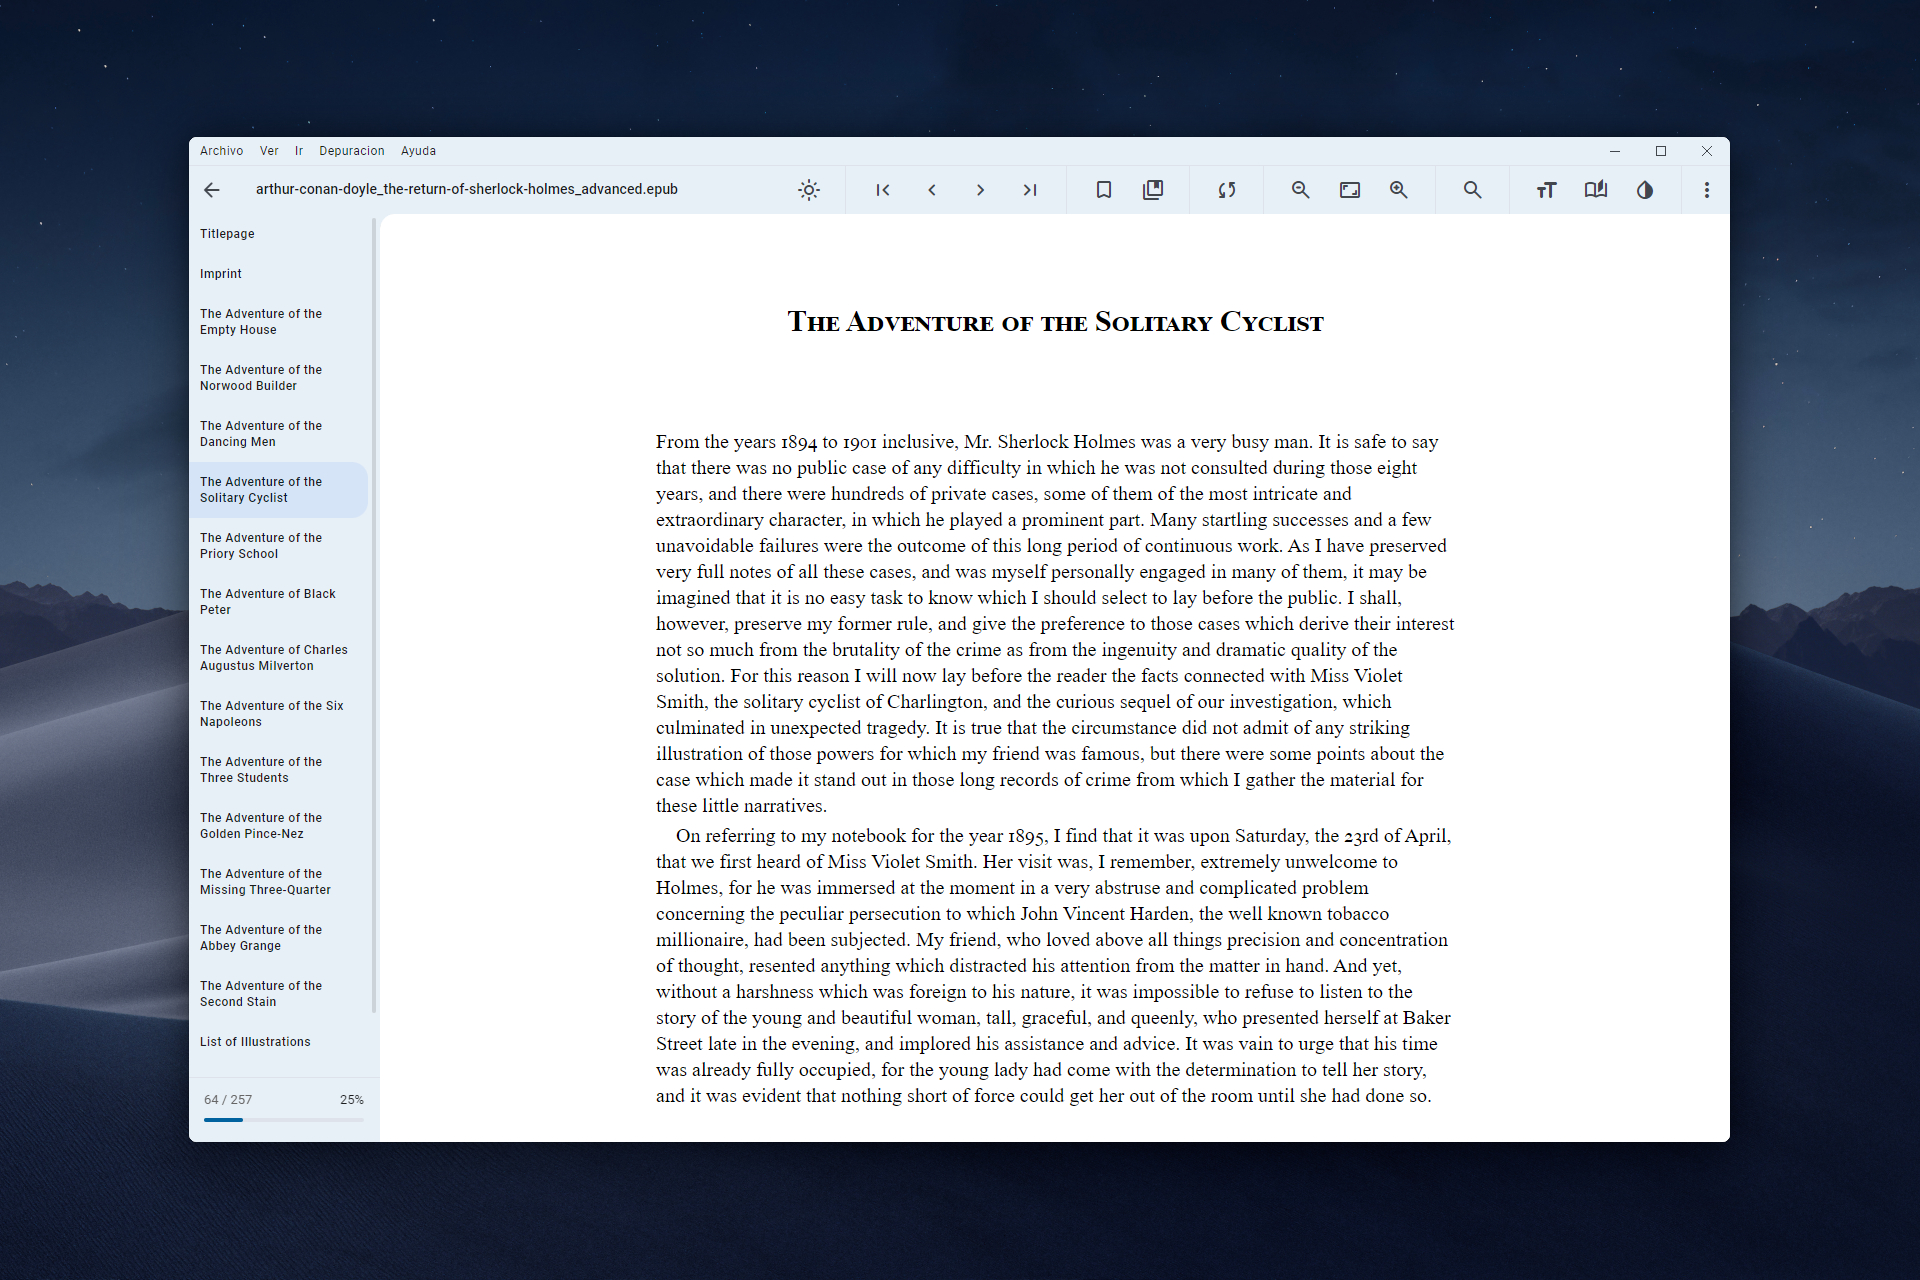 Archivo Ver Ir Depuracion Ayuda
arthur-conan-doyle_the-return-of-sherlock-holmes_advanced.epub
Titlepage
Imprint
The Adventure of the
Empty House
The Adventure of the
Norwood Builder
The Adventure of the
Dancing Men
The Adventure of the
Solitary Cyclist
The Adventure of the
Priory School
The Adventure of Black
Peter
The Adventure of Charles
Augustus Milverton
The Adventure of the Six
Napoleons
The Adventure of the
Three Students
The Adventure of the
Golden Pince-Nez
The Adventure of the
Missing Three-Quarter
The Adventure of the
Abbey Grange
The Adventure of the
Second Stain
List of Illustrations
64 / 257 25%
The Adventure of the Solitary Cyclist
From the years 1894 to 1901 inclusive, Mr. Sherlock Holmes was a very busy man. It is safe to say
that there was no public case of any difficulty in which he was not consulted during those eight
years, and there were hundreds of private cases, some of them of the most intricate and
extraordinary character, in which he played a prominent part. Many startling successes and a few
unavoidable failures were the outcome of this long period of continuous work. As I have preserved
very full notes of all these cases, and was myself personally engaged in many of them, it may be
imagined that it is no easy task to know which I should select to lay before the public. I shall,
however, preserve my former rule, and give the preference to those cases which derive their interest
not so much from the brutality of the crime as from the ingenuity and dramatic quality of the
solution. For this reason I will now lay before the reader the facts connected with Miss Violet
Smith, the solitary cyclist of Charlington, and the curious sequel of our investigation, which
culminated in unexpected tragedy. It is true that the circumstance did not admit of any striking
illustration of those powers for which my friend was famous, but there were some points about the
case which made it stand out in those long records of crime from which I gather the material for
these little narratives.
On referring to my notebook for the year 1895, I find that it was upon Saturday, the 23rd of April,
that we first heard of Miss Violet Smith. Her visit was, I remember, extremely unwelcome to
Holmes, for he was immersed at the moment in a very abstruse and complicated problem
concerning the peculiar persecution to which John Vincent Harden, the well known tobacco
millionaire, had been subjected. My friend, who loved above all things precision and concentration
of thought, resented anything which distracted his attention from the matter in hand. And yet,
without a harshness which was foreign to his nature, it was impossible to refuse to listen to the
story of the young and beautiful woman, tall, graceful, and queenly, who presented herself at Baker
Street late in the evening, and implored his assistance and advice. It was vain to urge that his time
was already fully occupied, for the young lady had come with the determination to tell her story,
and it was evident that nothing short of force could get her out of the room until she had done so.